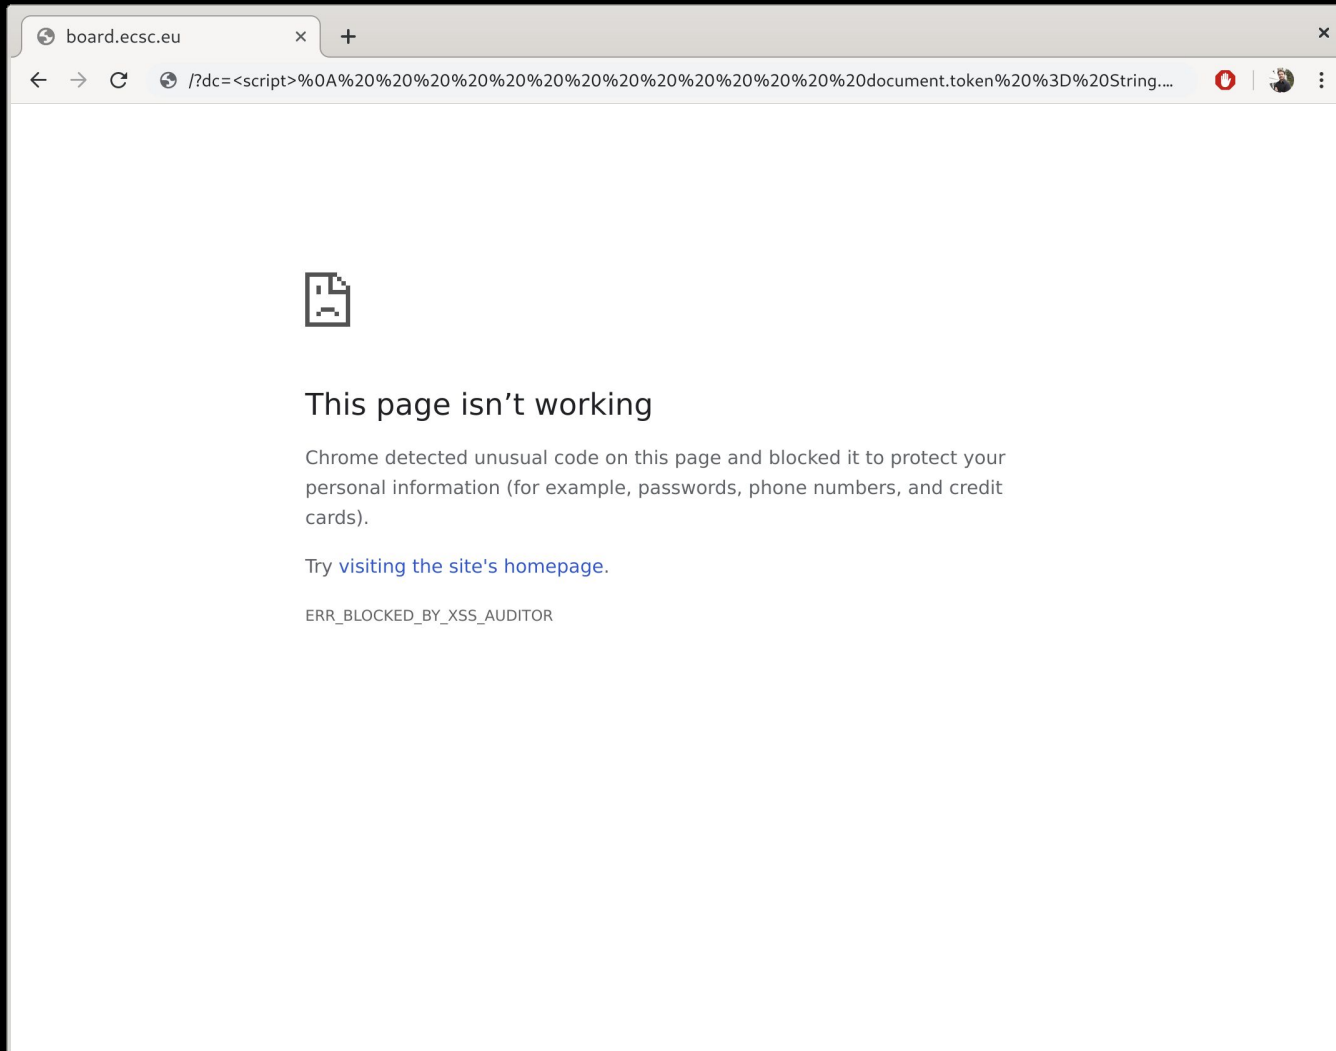 board.ecsc.eu
/?dc=<script>%0A%20%20%20%20%20%20%20%20%20%20%20%20%20%20document.token%20%3D%20String....
This page isn’t working
Chrome detected unusual code on this page and blocked it to protect your
personal information (for example, passwords, phone numbers, and credit
cards).
Try visiting the site's homepage.
ERR_BLOCKED_BY_XSS_AUDITOR